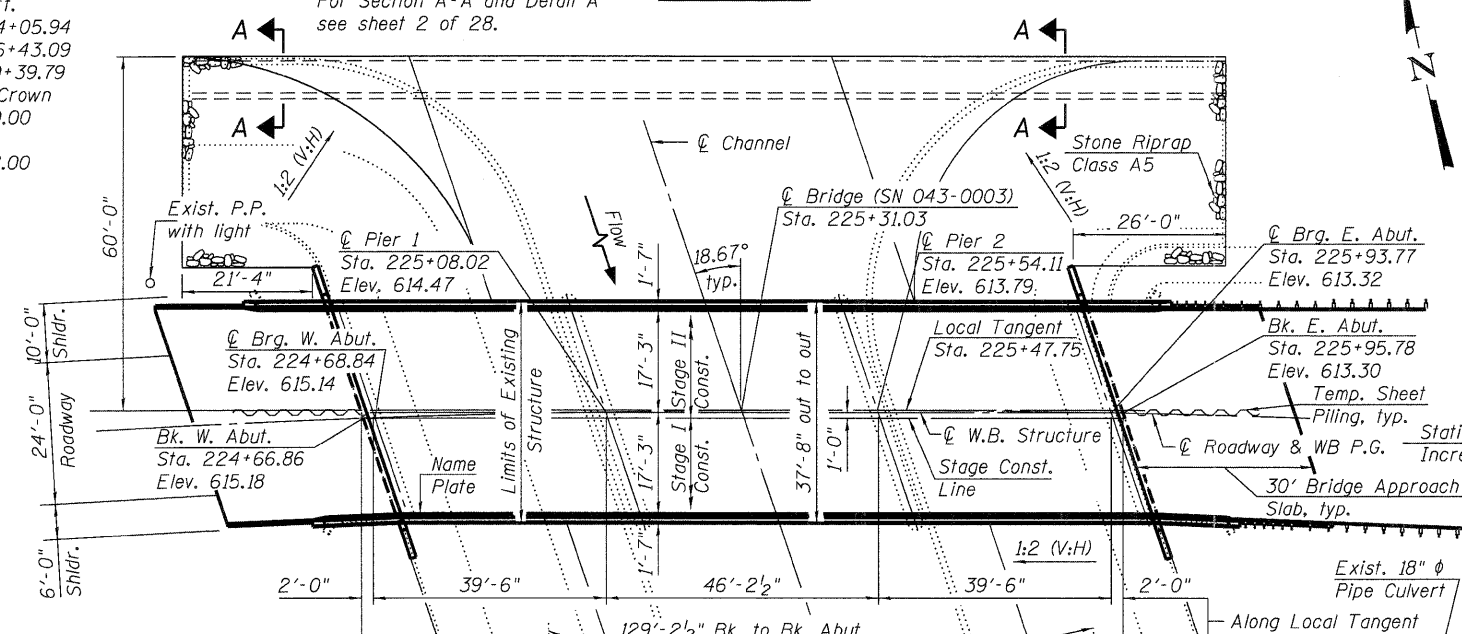 For Section A-A and Detail A
see sheet 2 of 28.
4+05.94
+43.09
+39.79
Crown
.00
.00
A
A
A
A
N
60'-0"
1:2 (V:H)
℄ Channel
1:2 (V:H)
Stone Riprap
Class A5
Exist. P.P.
with light
Flow
℄ Bridge (SN 043-0003)
Sta. 225+31.03
26'-0"
℄ Pier 1
Sta. 225+08.02
Elev. 614.47
18.67°
typ.
℄ Pier 2
Sta. 225+54.11
Elev. 613.79
℄ Brg. E. Abut.
Sta. 225+93.77
Elev. 613.32
21'-4"
1'-7"
10'-0"
Shldr.
℄ Brg. W. Abut.
Sta. 224+68.84
Elev. 615.14
Limits of Existing
Structure
17'-3"
Stage II
Const.
37'-8" out to out
Local Tangent
Sta. 225+47.75
Bk. E. Abut.
Sta. 225+95.78
Elev. 613.30
Temp. Sheet
Piling, typ.
24'-0"
Roadway
Bk. W. Abut.
Sta. 224+66.86
Elev. 615.18
Name
Plate
17'-3"
Stage I
Const.
1'-0"
℄ W.B. Structure
Stage Const.
Line
℄ Roadway & WB P.G.
Stati
Incre
30' Bridge Approach
Slab, typ.
6'-0"
Shldr.
1'-7"
1:2 (V:H)
2'-0"
39'-6"
46'-2½"
39'-6"
2'-0"
Exist. 18" ϕ
Pipe Culvert
Along Local Tangent
129'-2½" Bk. to Bk. Abut.